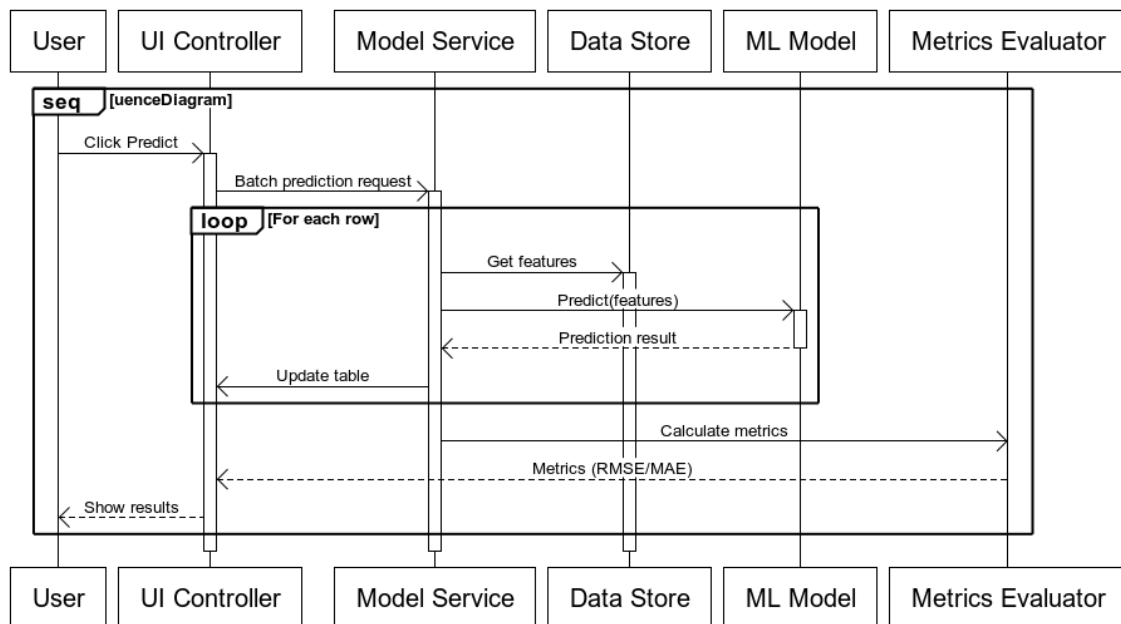 User
UI Controller
Model Service
Data Store
ML Model
Metrics Evaluator
seq [uenceDiagram]
Click Predict
Batch prediction request
loop [For each row]
Get features
Predict(features)
Prediction result
Update table
Calculate metrics
Metrics (RMSE/MAE)
Show results
User
UI Controller
Model Service
Data Store
ML Model
Metrics Evaluator